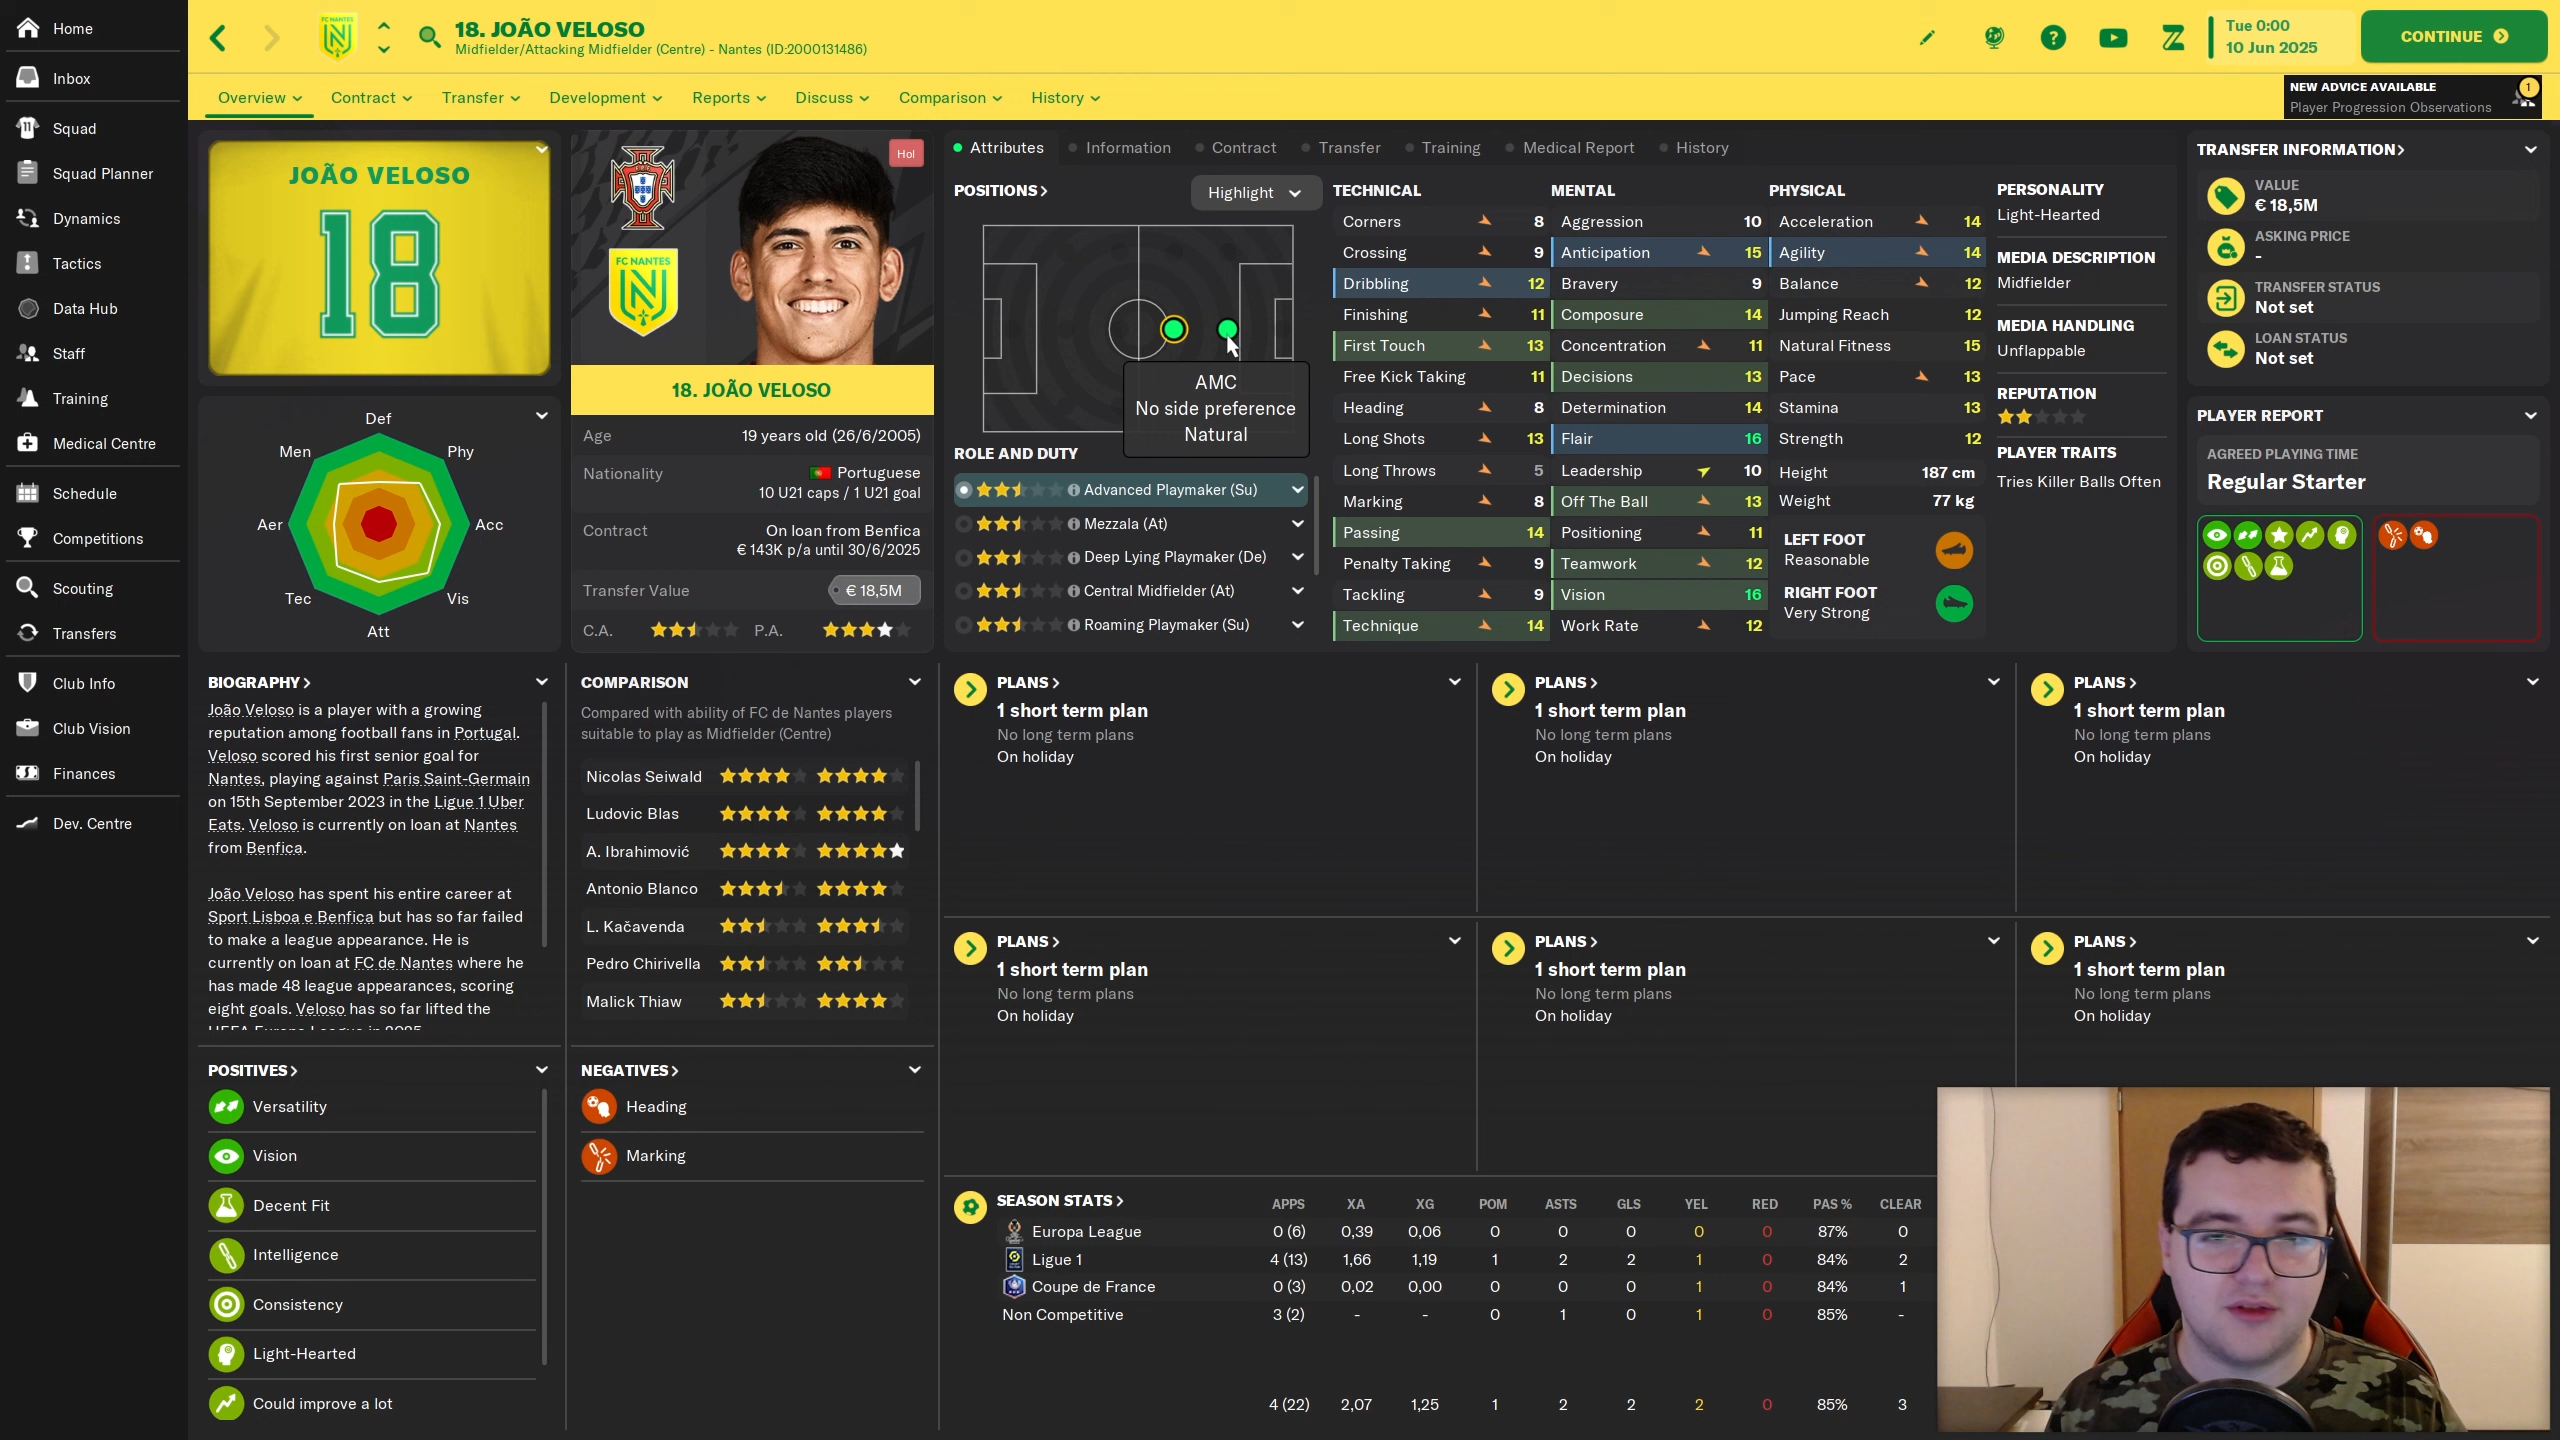 Home
Inbox
Squad
Squad Planner
Dynamics
Tactics
Data Hub
Staff
Training
Medical Centre
Schedule
Competitions
Scouting
Transfers
Club Info
Club Vision
Finances
Dev. Centre
18. JOÃO VELOSO
Midfielder/Attacking Midfielder (Centre) - Nantes (ID:2000131486)
Tue 0:00
10 Jun 2025
CONTINUE
Overview Contract Transfer Development Reports Discuss Comparison History
NEW ADVICE AVAILABLE
Player Progression Observations
1
JOÃO VELOSO
18
Def
Men Phy
Aer Acc
Tec Vis
Att
Hol
FC NANTES
18. JOÃO VELOSO
Age 19 years old (26/6/2005)
Nationality Portuguese
10 U21 caps / 1 U21 goal
Contract On loan from Benfica
€ 143K p/a until 30/6/2025
Transfer Value € 18,5M
C.A. P.A.
Attributes Information Contract Transfer Training Medical Report History
POSITIONS
Highlight
AMC
No side preference
Natural
ROLE AND DUTY
Advanced Playmaker (Su)
Mezzala (At)
Deep Lying Playmaker (De)
Central Midfielder (At)
Roaming Playmaker (Su)
TECHNICAL
Corners 8
Crossing 9
Dribbling 12
Finishing 11
First Touch 13
Free Kick Taking 11
Heading 8
Long Shots 13
Long Throws 5
Marking 8
Passing 14
Penalty Taking 9
Tackling 9
Technique 14
MENTAL
Aggression 10
Anticipation 15
Bravery 9
Composure 14
Concentration 11
Decisions 13
Determination 14
Flair 16
Leadership 10
Off The Ball 13
Positioning 11
Teamwork 12
Vision 16
Work Rate 12
PHYSICAL
Acceleration 14
Agility 14
Balance 12
Jumping Reach 12
Natural Fitness 15
Pace 13
Stamina 13
Strength 12
Height 187 cm
Weight 77 kg
LEFT FOOT
Reasonable
RIGHT FOOT
Very Strong
PERSONALITY
Light-Hearted
MEDIA DESCRIPTION
Midfielder
MEDIA HANDLING
Unflappable
REPUTATION
PLAYER TRAITS
Tries Killer Balls Often
TRANSFER INFORMATION
VALUE
€ 18,5M
ASKING PRICE
-
TRANSFER STATUS
Not set
LOAN STATUS
Not set
PLAYER REPORT
AGREED PLAYING TIME
Regular Starter
BIOGRAPHY
João Veloso is a player with a growing
reputation among football fans in Portugal.
Veloso scored his first senior goal for
Nantes, playing against Paris Saint-Germain
on 15th September 2023 in the Ligue 1 Uber
Eats. Veloso is currently on loan at Nantes
from Benfica.
João Veloso has spent his entire career at
Sport Lisboa e Benfica but has so far failed
to make a league appearance. He is
currently on loan at FC de Nantes where he
has made 48 league appearances, scoring
eight goals. Veloso has so far lifted the
UEFA Europa League in 2025.
COMPARISON
Compared with ability of FC de Nantes players
suitable to play as Midfielder (Centre)
Nicolas Seiwald
Ludovic Blas
A. Ibrahimović
Antonio Blanco
L. Kačavenda
Pedro Chirivella
Malick Thiaw
PLANS
1 short term plan
No long term plans
On holiday
PLANS
1 short term plan
No long term plans
On holiday
PLANS
1 short term plan
No long term plans
On holiday
PLANS
1 short term plan
No long term plans
On holiday
PLANS
1 short term plan
No long term plans
On holiday
PLANS
1 short term plan
No long term plans
On holiday
POSITIVES
Versatility
Vision
Decent Fit
Intelligence
Consistency
Light-Hearted
Could improve a lot
NEGATIVES
Heading
Marking
SEASON STATS APPS XA XG POM ASTS GLS YEL RED PAS % CLEAR
Europa League 0 (6) 0,39 0,06 0 0 0 0 0 87% 0
Ligue 1 4 (13) 1,66 1,19 1 2 2 1 0 84% 2
Coupe de France 0 (3) 0,02 0,00 0 0 0 1 0 84% 1
Non Competitive 3 (2) - - 0 1 0 1 0 85% -
4 (22) 2,07 1,25 1 2 2 2 0 85% 3